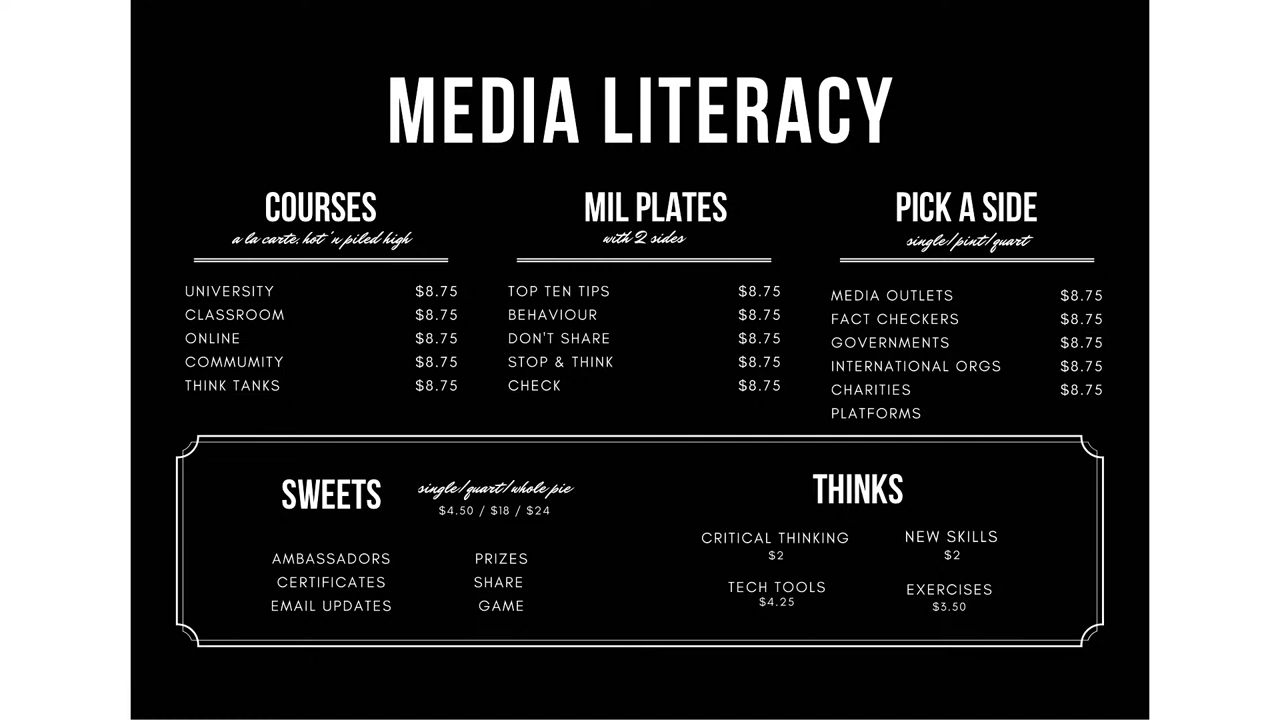 MEDIA LITERACY
COURSES
a la carte, hot 'n piled high
UNIVERSITY $8.75
CLASSROOM $8.75
ONLINE $8.75
COMMUMITY $8.75
THINK TANKS $8.75
MIL PLATES
with 2 sides
TOP TEN TIPS $8.75
BEHAVIOUR $8.75
DON'T SHARE $8.75
STOP & THINK $8.75
CHECK $8.75
PICK A SIDE
single/pint/quart
MEDIA OUTLETS $8.75
FACT CHECKERS $8.75
GOVERNMENTS $8.75
INTERNATIONAL ORGS $8.75
CHARITIES $8.75
PLATFORMS
SWEETS
single/quart/whole pie
$4.50 / $18 / $24
AMBASSADORS
CERTIFICATES
EMAIL UPDATES
PRIZES
SHARE
GAME
THINKS
CRITICAL THINKING
$2
NEW SKILLS
$2
TECH TOOLS
$4.25
EXERCISES
$3.50